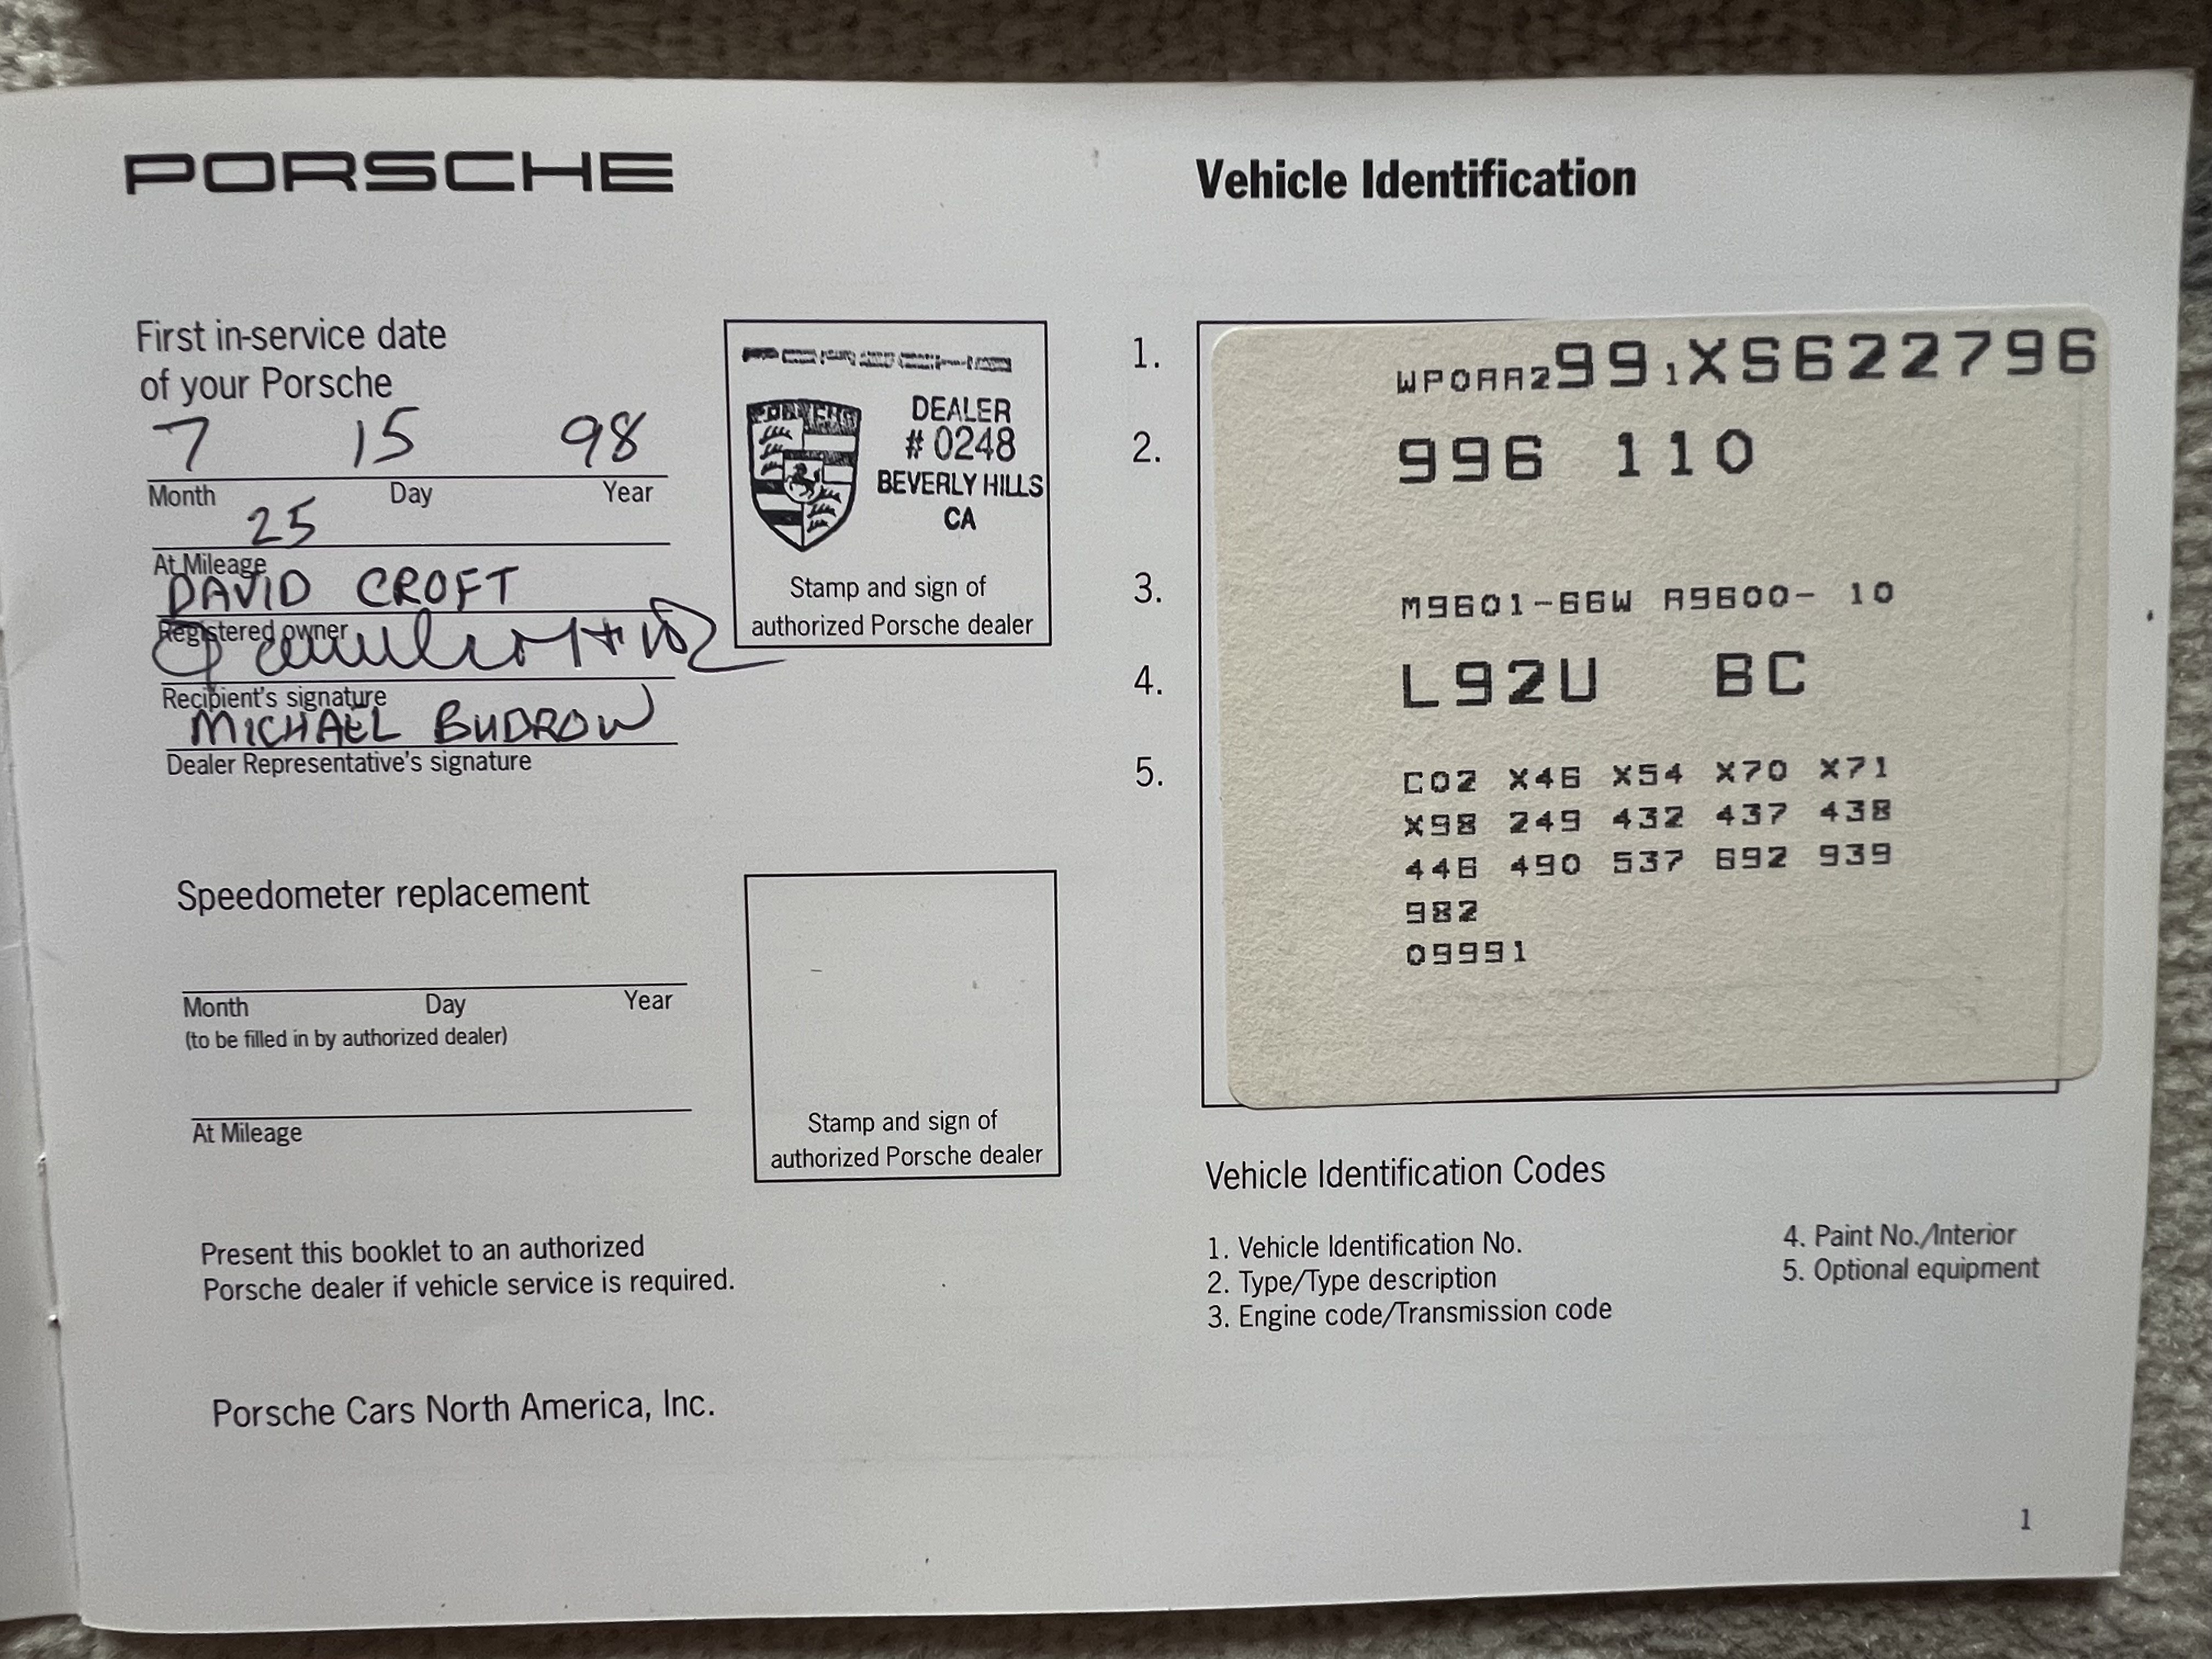 PORSCHE
First in-service date
of your Porsche
7 15 98
Month Day Year
25
At Mileage
DAVID CROFT
Registered owner
Recipient's signature
MICHAEL BUDROW
Dealer Representative's signature
PORSCHE
DEALER
# 0248
BEVERLY HILLS
CA
Stamp and sign of
authorized Porsche dealer
Speedometer replacement
Month Day Year
(to be filled in by authorized dealer)
At Mileage
Stamp and sign of
authorized Porsche dealer
Present this booklet to an authorized
Porsche dealer if vehicle service is required.
Porsche Cars North America, Inc.
Vehicle Identification
1. WP0AA2991XS622796
2. 996 110
3. M9601-66W A9600- 10
4. L92U BC
5. C02 X46 X54 X70 X71
X98 249 432 437 438
446 490 537 692 939
982
09991
Vehicle Identification Codes
1. Vehicle Identification No.
2. Type/Type description
3. Engine code/Transmission code
4. Paint No./Interior
5. Optional equipment
1